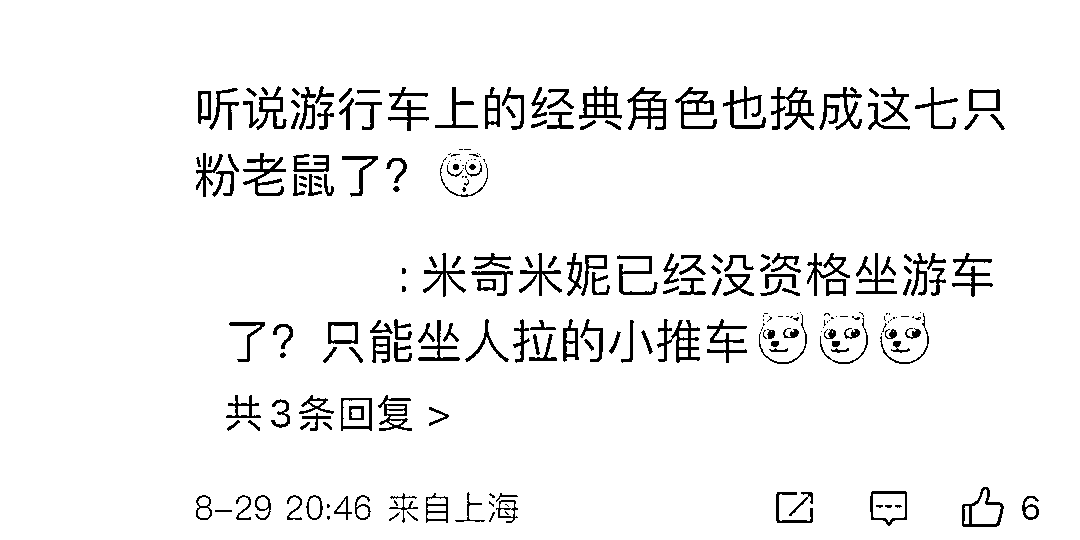 听说游行车上的经典角色也换成这七只
粉老鼠了？
：米奇米妮已经没资格坐游车
了？只能坐人拉的小推车
共3条回复 >
8-29 20:46 来自上海
6